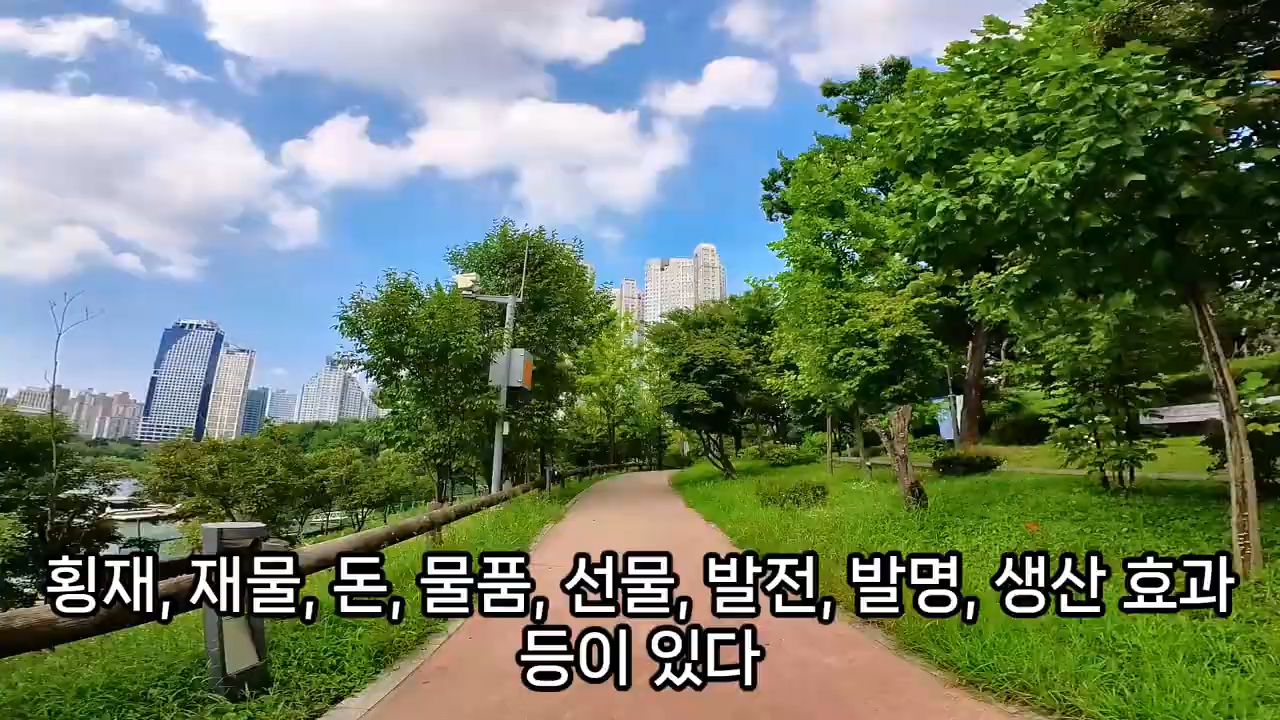 횡재, 재물, 돈, 물품, 선물, 발전, 발명, 생산 효과
등이 있다